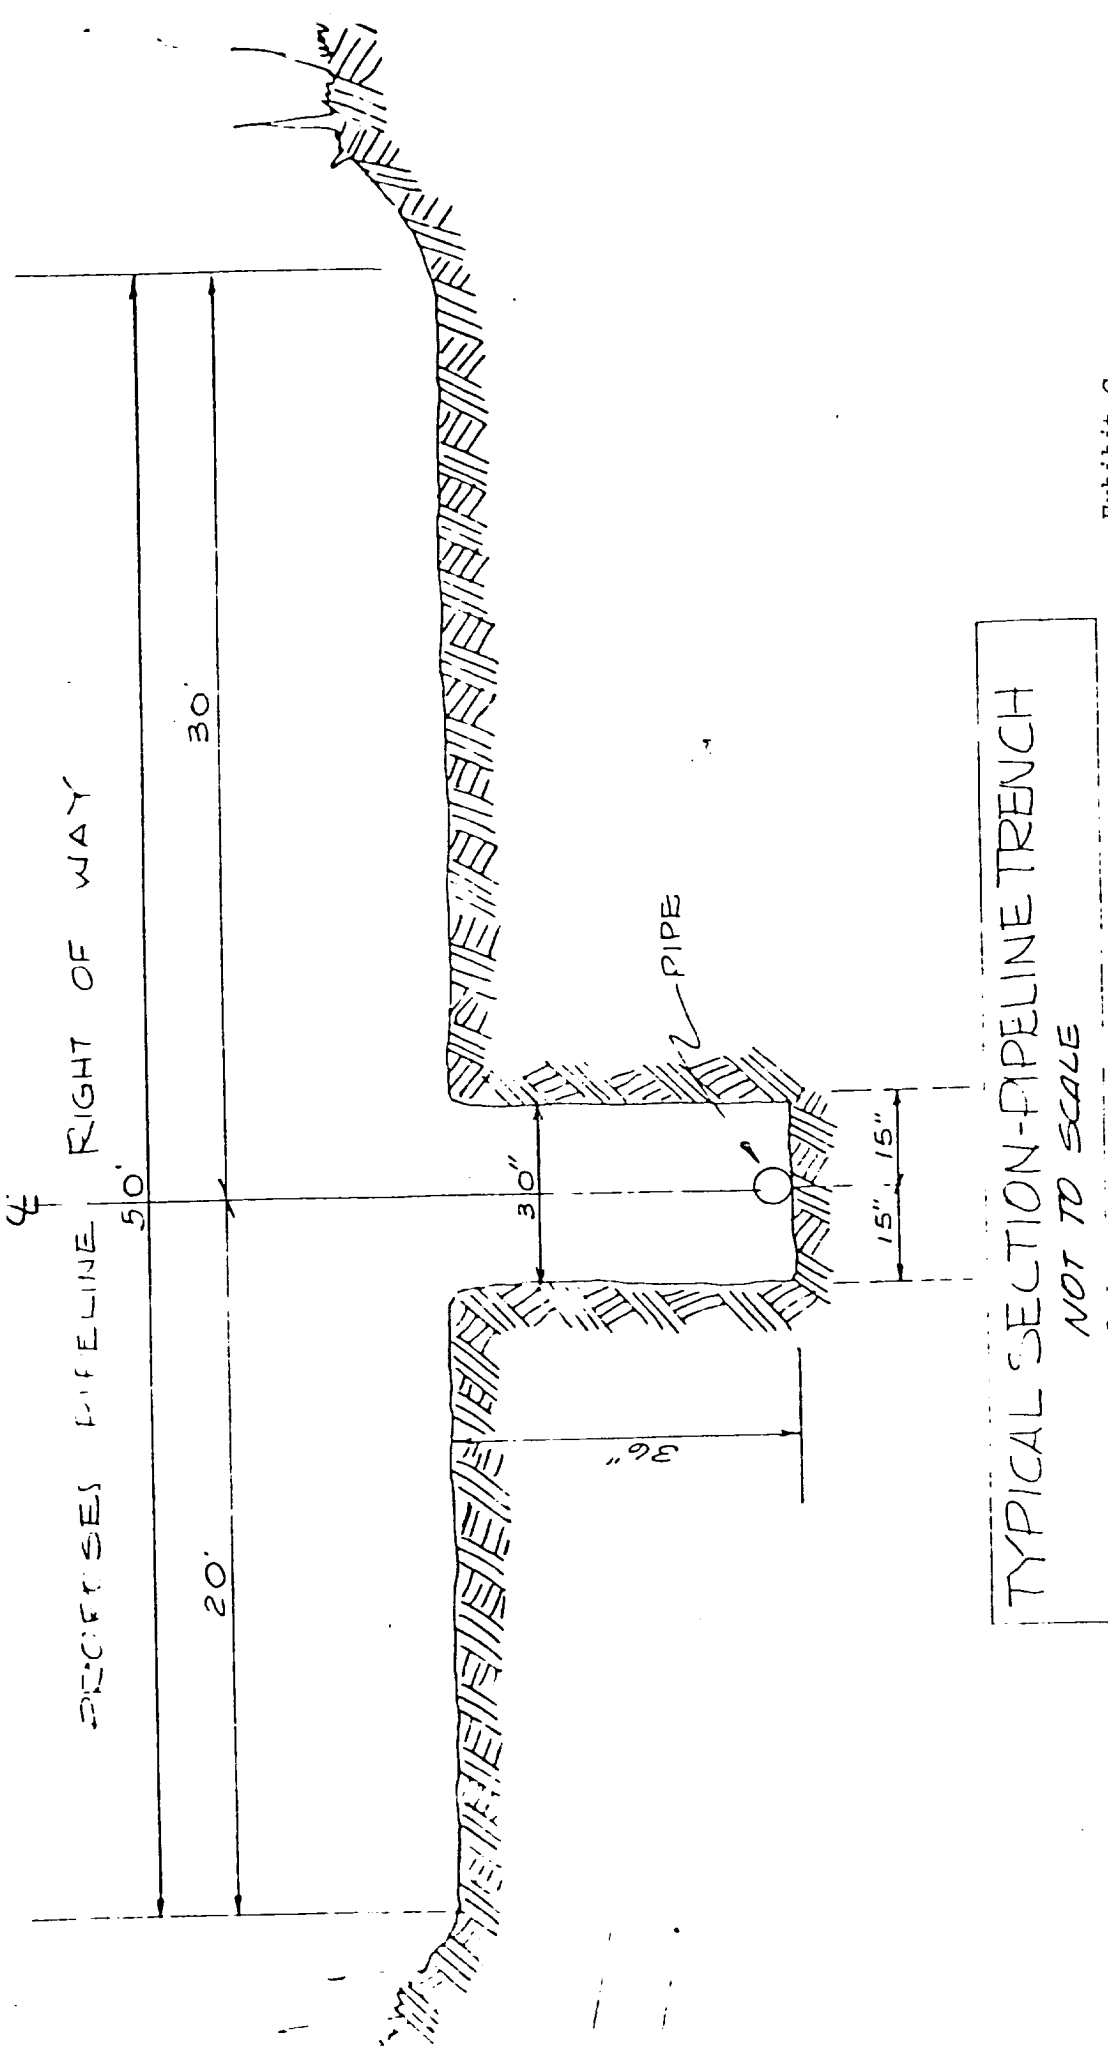 ℄
PIPELINE RIGHT OF WAY
50'
20'
30'
30"
36"
PIPE
15" 15"
TYPICAL SECTION-PIPELINE TRENCH
NOT TO SCALE